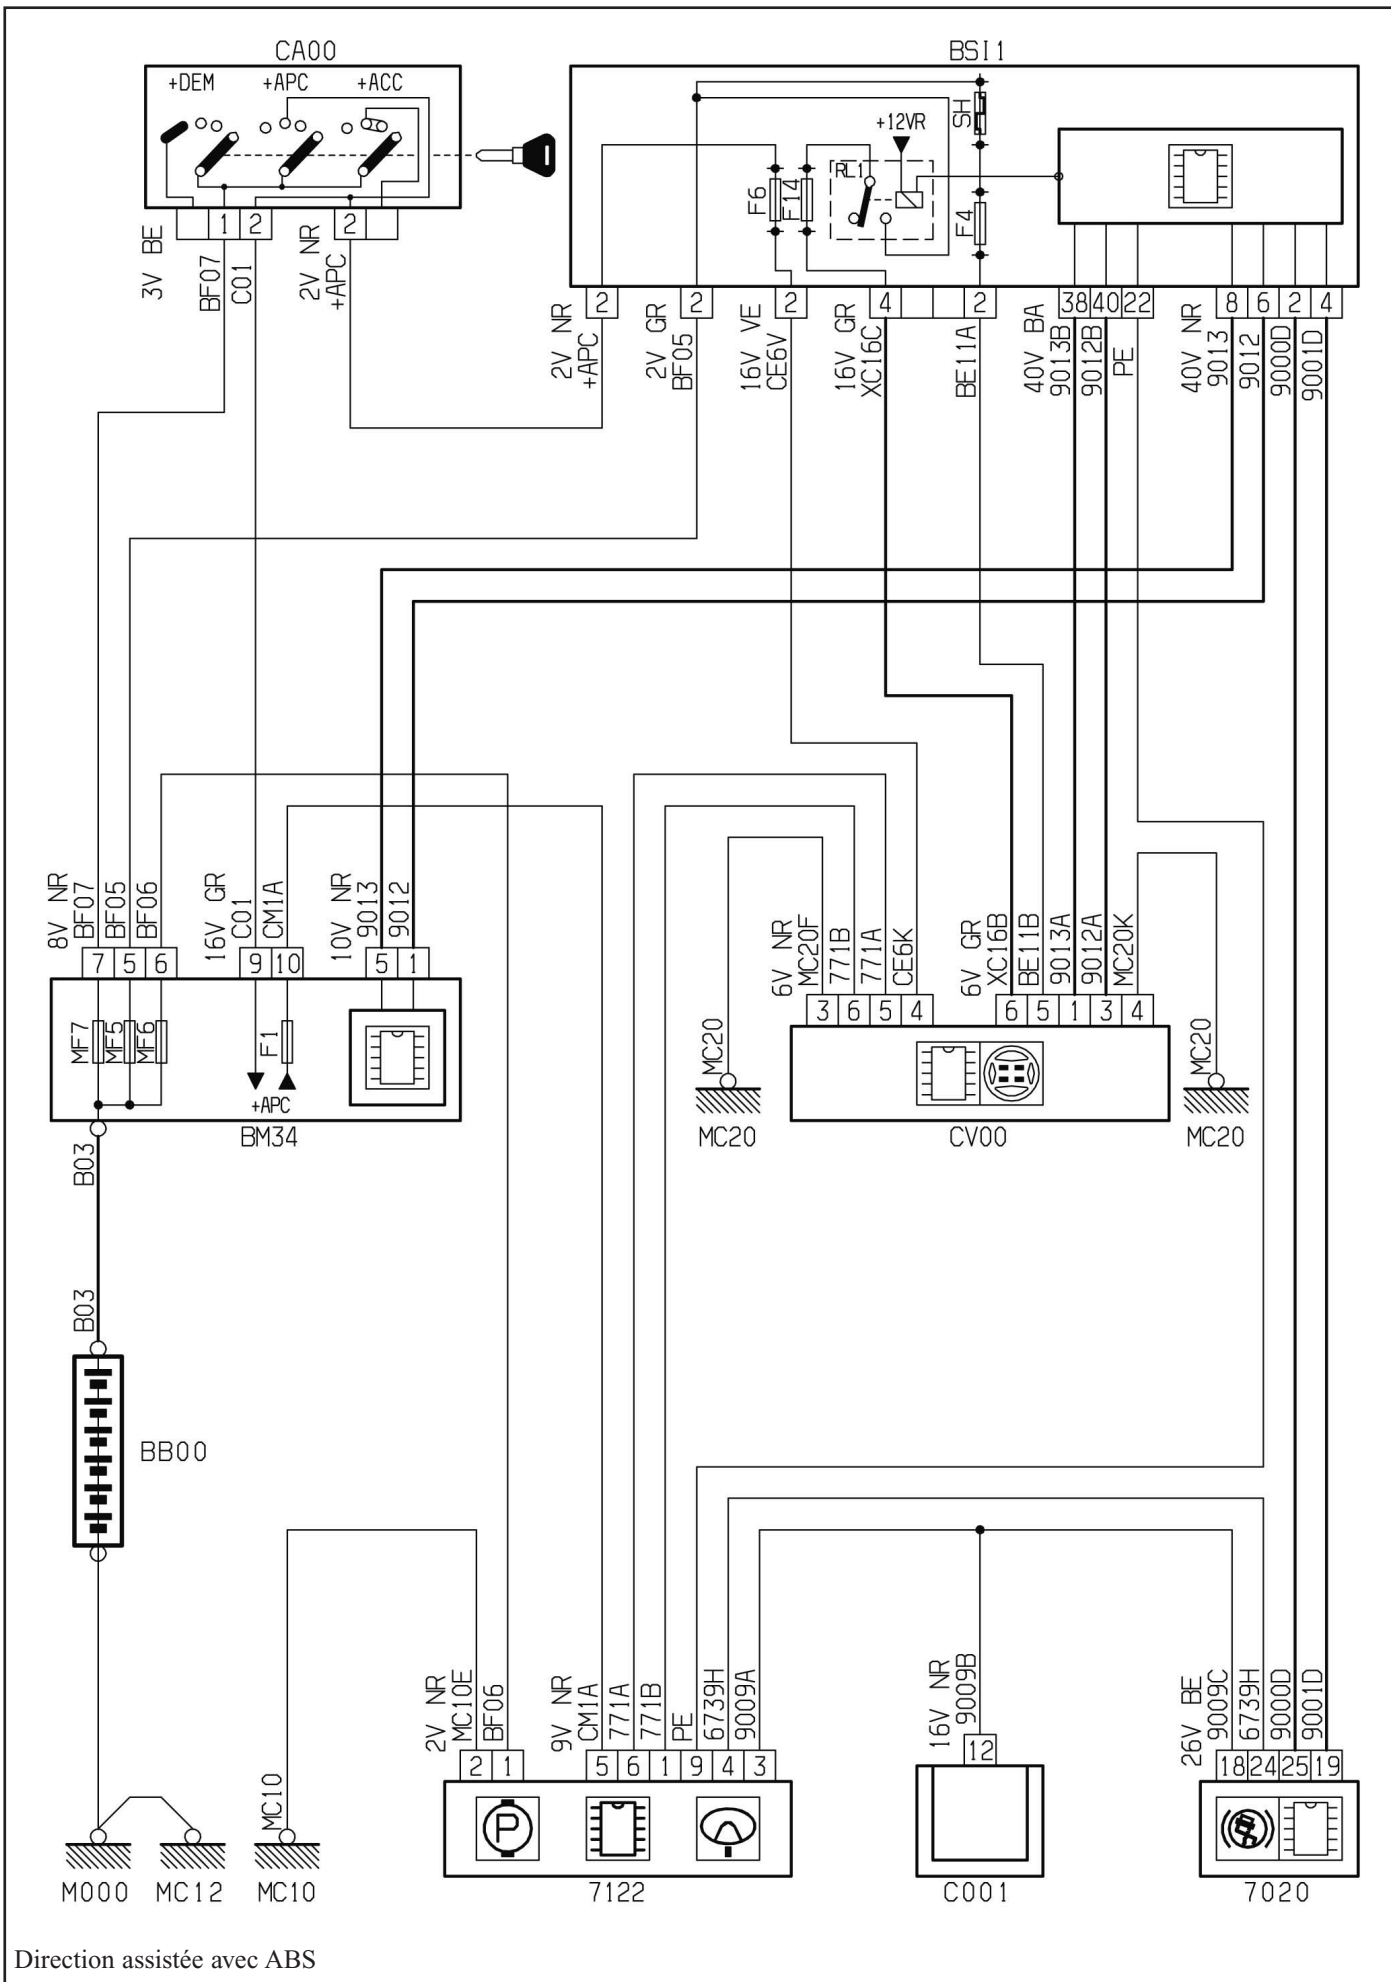 CA00
+DEM +APC +ACC
3V BE
1
2
BF07
C01
2V NR
2
+APC
BSI1
SH
+12VR
RL1
F6
F14
F4
2V NR
2
+APC
2V GR
2
BF05
16V VE
2
CE6V
16V GR
4
XC16C
2
BE11A
40V BA
38 40 22
9013B
9012B
PE
40V NR
8 6 2 4
9013
9012
9000D
9001D
8V NR
BF07
BF05
BF06
7 5 6
16V GR
C01
CM1A
9 10
10V NR
9013
9012
5 1
MF7
MF5
MF6
F1
+APC
BM34
6V NR
MC20F
771B
771A
CE6K
3 6 5 4
6V GR
XC16B
BE11B
9013A
9012A
MC20K
6 5 1 3 4
MC20
MC20
CV00
MC20
MC20
B03
B03
BB00
2V NR
MC10E
BF06
2 1
9V NR
CM1A
771A
771B
PE
6739H
9009A
5 6 1 9 4 3
P
7122
16V NR
9009B
12
C001
26V BE
9009C
6739H
9000D
9001D
18 24 25 19
7020
M000
MC12
MC10
MC10
Direction assistée avec ABS